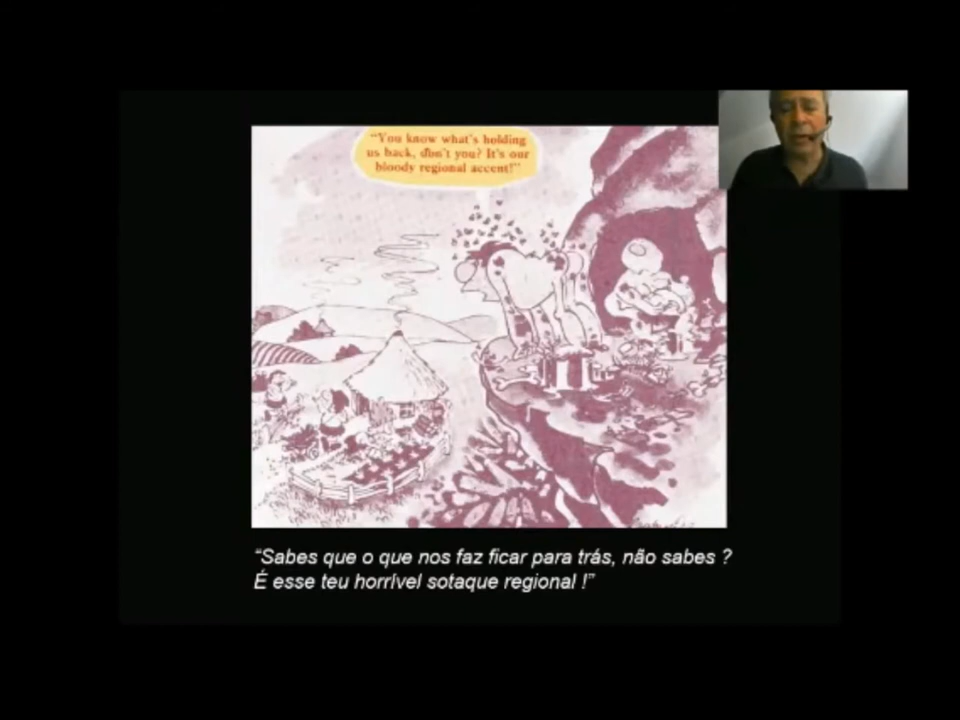 “You know what's holding
us back, don't you? It's our
bloody regional accent!”
“Sabes que o que nos faz ficar para trás, não sabes ?
É esse teu horrível sotaque regional !”